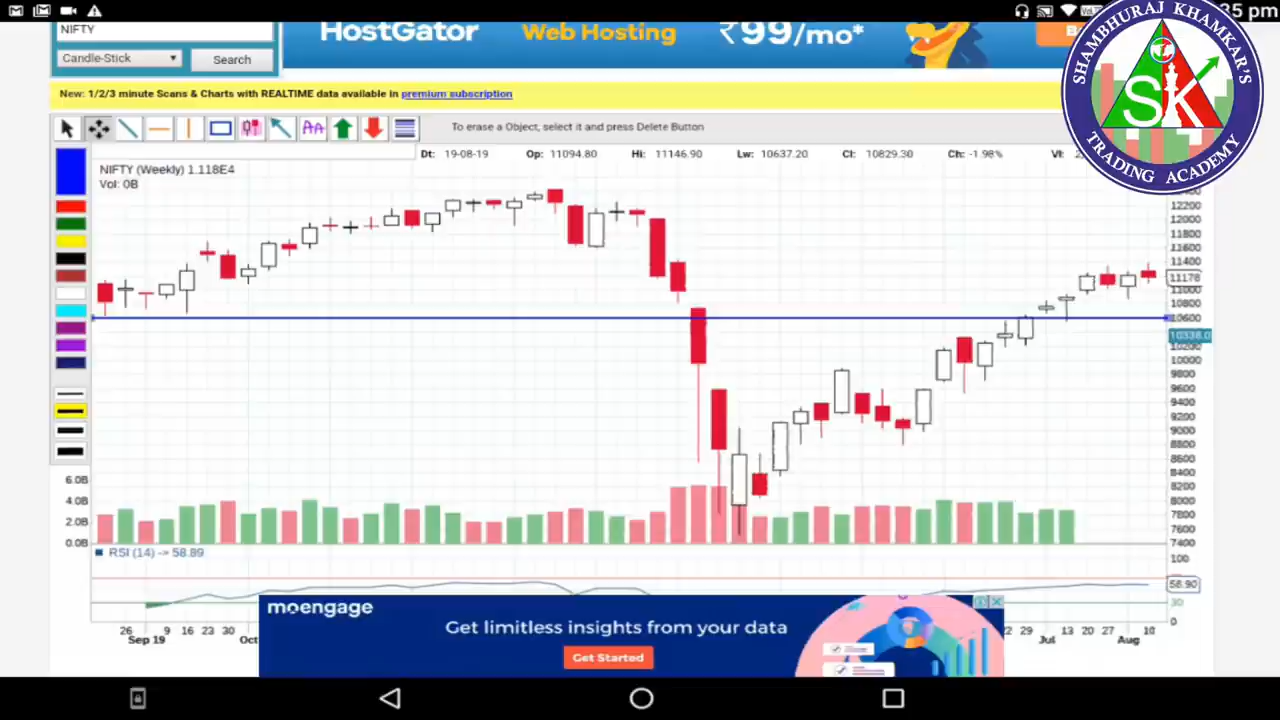 35 pm
SHAMBHURAJ KHAMKAR'S
SK
TRADING ACADEMY
NIFTY
HostGator
Web Hosting
₹99/mo*
Candle-Stick
Search
New: 1/2/3 minute Scans & Charts with REALTIME data available in premium subscription
To erase a Object, select it and press Delete Button
Dt: 19-08-19 Op: 11094.80 Hi: 11146.90 Lw: 10637.20 Cl: 10829.30 Ch: -1.98% Vl:
NIFTY (Weekly) 1.118E4
Vol: 0B
12200
12000
11800
11600
11400
11178
11000
10800
10600
10338.0
10200
10000
9800
9600
9400
9200
9000
8800
8600
8400
8200
8000
7800
7600
7400
6.0B
4.0B
2.0B
0.0B
RSI (14) -> 58.89
100
58.90
30
0
26 9 16 23 30 22 29 13 20 27 10
Sep 19 Oct Jul Aug
moengage
Get limitless insights from your data
Get Started